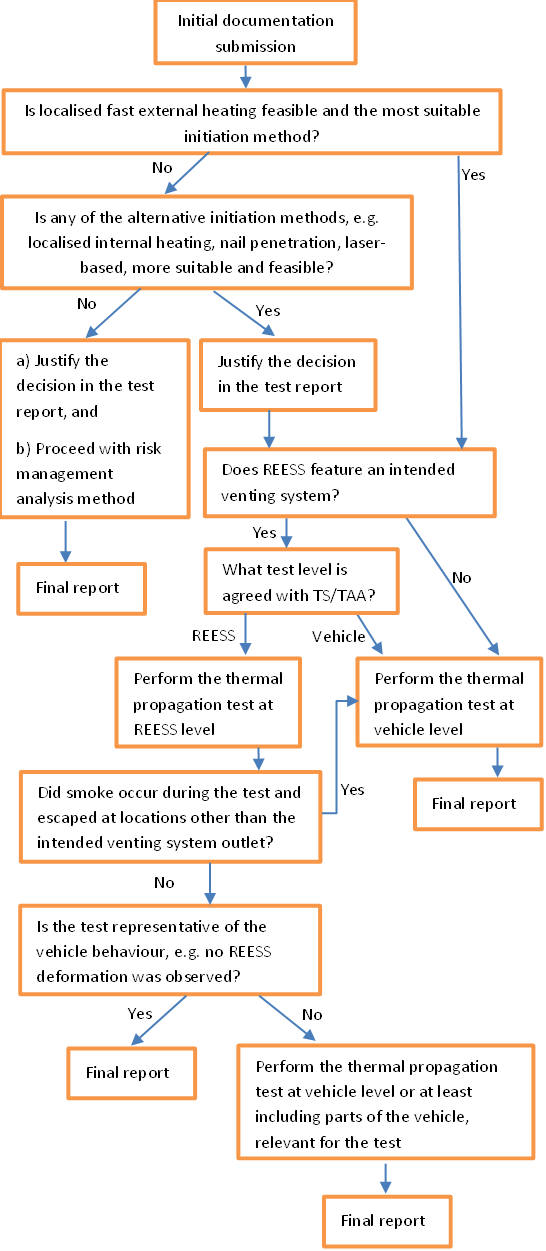 Initial documentation
submission
Is localised fast external heating feasible and the most suitable
initiation method?
No
Yes
Is any of the alternative initiation methods, e.g.
localised internal heating, nail penetration, laser-
based, more suitable and feasible?
No
Yes
a) Justify the
decision in the test
report, and
b) Proceed with risk
management
analysis method
Justify the decision
in the test report
Does REESS feature an intended
venting system?
Yes
No
Final report
What test level is
agreed with TS/TAA?
REESS
Vehicle
Perform the thermal
propagation test at
REESS level
Perform the thermal
propagation test at
vehicle level
Did smoke occur during the test and
escaped at locations other than the
intended venting system outlet?
Yes
Final report
No
Is the test representative of the
vehicle behaviour, e.g. no REESS
deformation was observed?
Yes
No
Final report
Perform the thermal propagation
test at vehicle level or at least
including parts of the vehicle,
relevant for the test
Final report